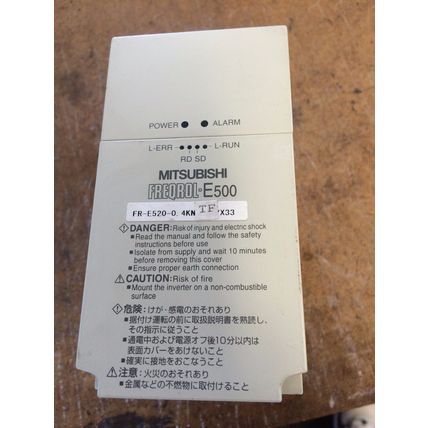 POWER ALARM
L-ERR L-RUN
RD SD
MITSUBISHI
FREQROL-E500
FR-E520-0.4KN TF X33
DANGER:Risk of injury and electric shock
■Read the manual and follow the safety
instructions before use
■Isolate from supply and wait 10 minutes
before removing this cover
■Ensure proper earth connection
CAUTION:Risk of fire
■Mount the inverter on a non-combustible
surface
危険：けが・感電のおそれあり
■据付け運転の前に取扱説明書を熟読し、
その指示に従うこと
■通電中および電源オフ後10分以内は
表面カバーをあけないこと
■確実に接地をおこなうこと
注意：火災のおそれあり
■金属などの不燃物に取付けること